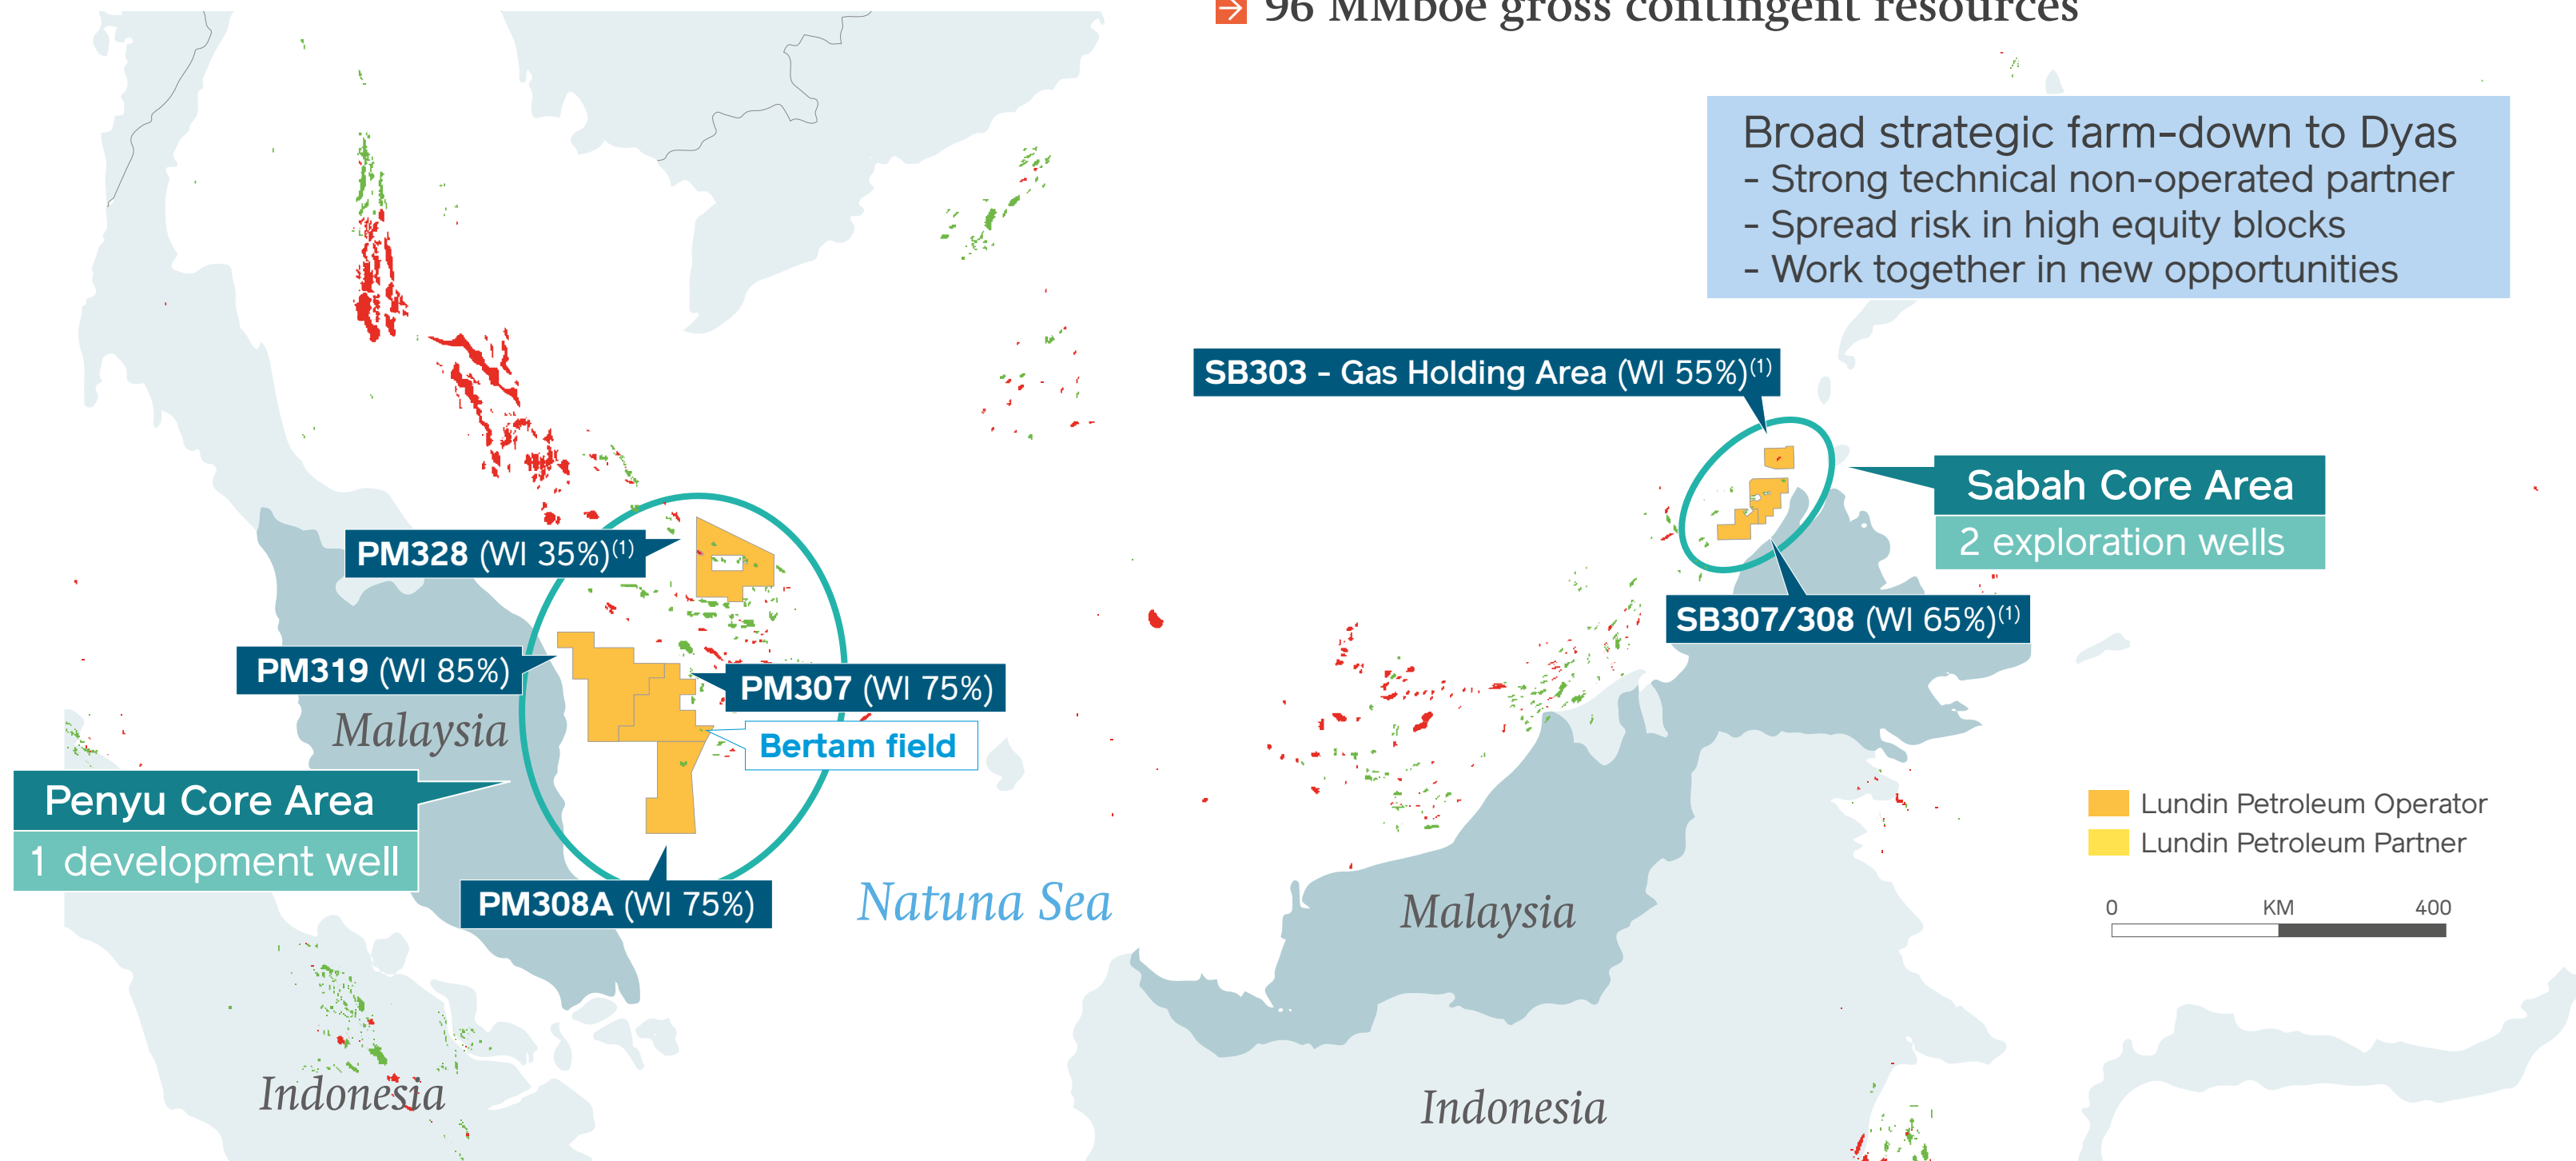 96 MMboe gross contingent resources
Broad strategic farm-down to Dyas
- Strong technical non-operated partner
- Spread risk in high equity blocks
- Work together in new opportunities
SB303 - Gas Holding Area (WI 55%)(1)
Sabah Core Area
2 exploration wells
PM328 (WI 35%)(1)
SB307/308 (WI 65%)(1)
PM319 (WI 85%)
PM307 (WI 75%)
Malaysia
Bertam field
Penyu Core Area
1 development well
PM308A (WI 75%)
Natuna Sea
Malaysia
Lundin Petroleum Operator
Lundin Petroleum Partner
0 KM 400
Indonesia
Indonesia